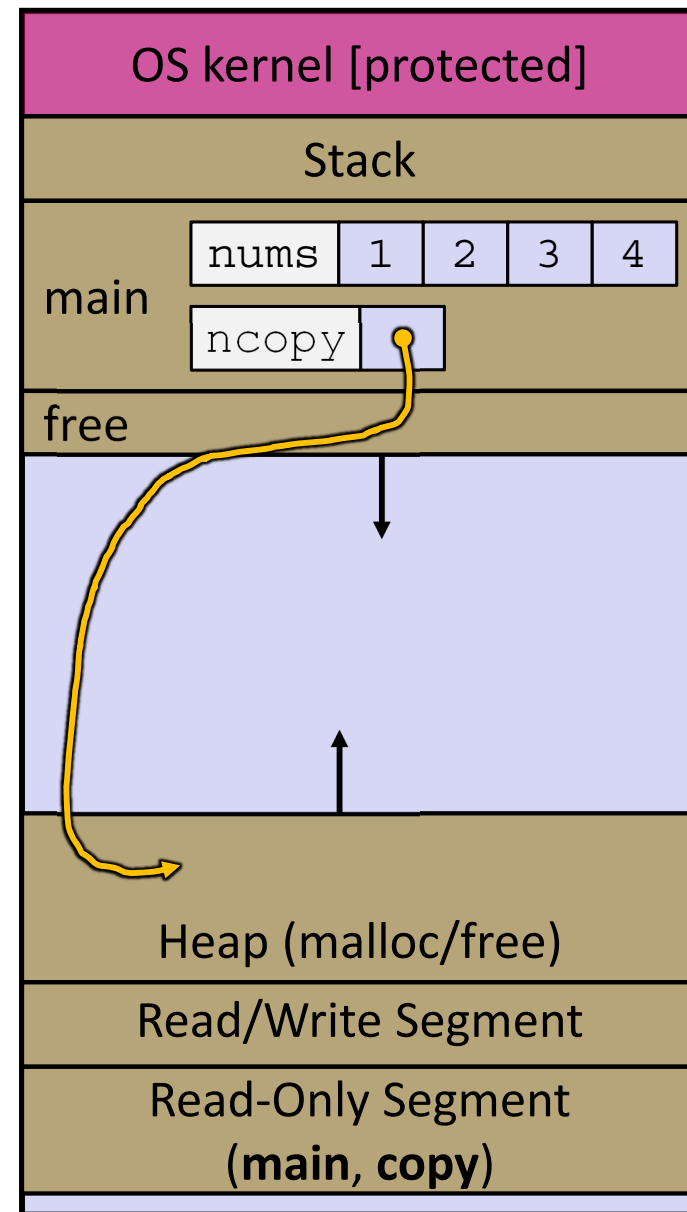 OS kernel [protected]
Stack
nums 1 2 3 4
main
ncopy
free
Heap (malloc/free)
Read/Write Segment
Read-Only Segment
(main, copy)